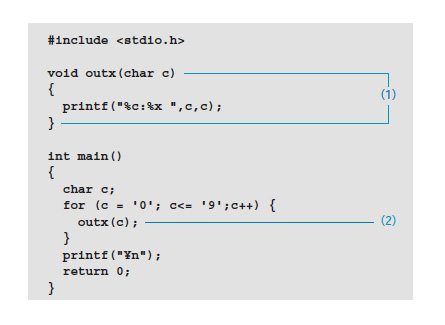 #include <stdio.h>
void outx(char c)
{
(1)
printf("%c:%x ",c,c);
}
int main()
{
char c;
for (c = '0'; c<= '9';c++) {
outx(c); (2)
}
printf("¥n");
return 0;
}